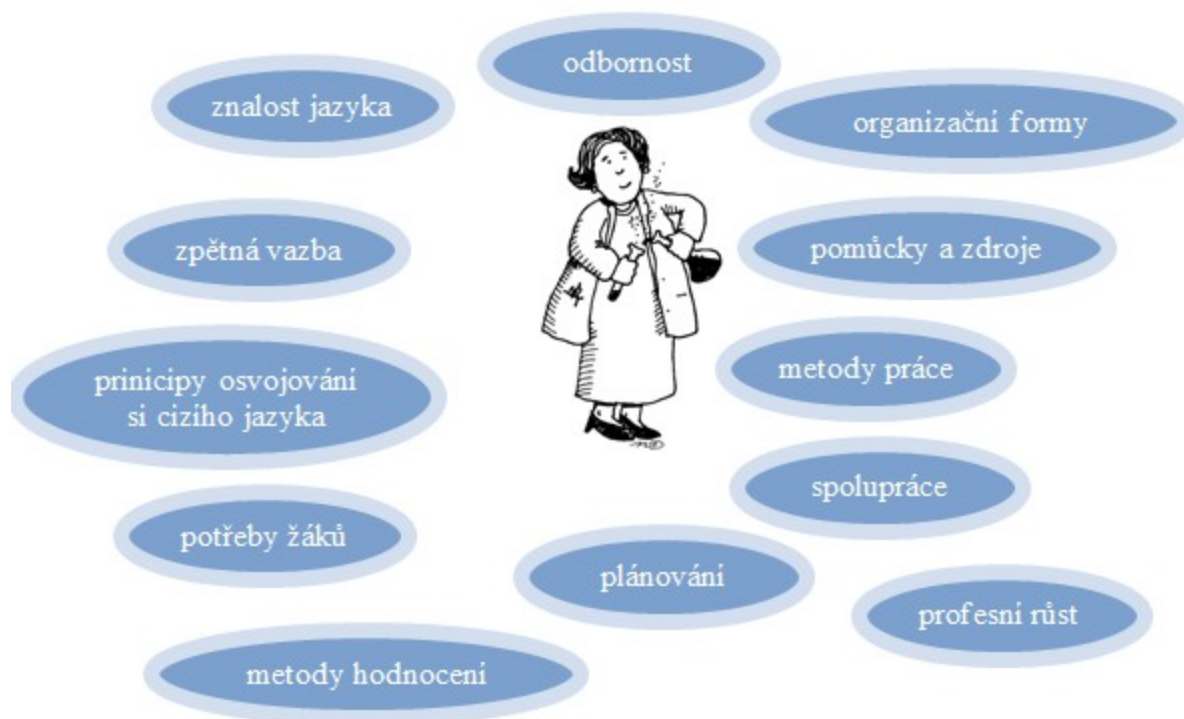 odbornost
znalost jazyka
organizační formy
zpětná vazba
pomůcky a zdroje
prinicipy osvojování
si cizího jazyka
metody práce
spolupráce
potřeby žáků
plánování
profesní růst
metody hodnocení